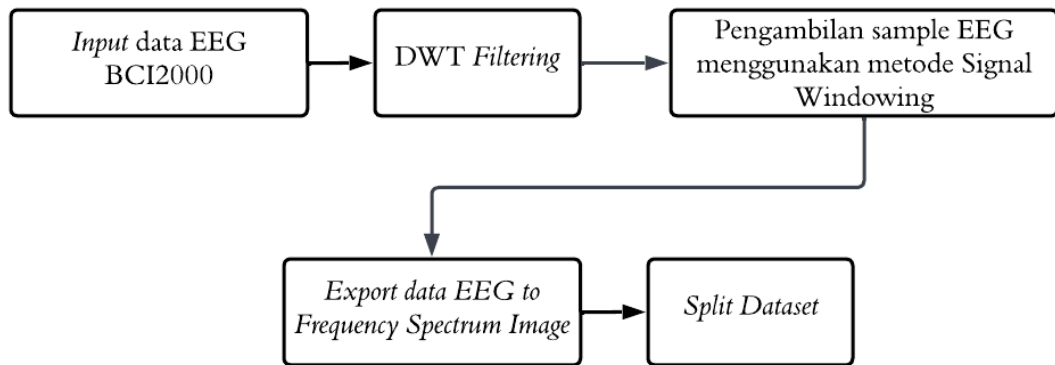 Input data EEG
BCI2000
DWT Filtering
Pengambilan sample EEG
menggunakan metode Signal
Windowing
Export data EEG to
Frequency Spectrum Image
Split Dataset